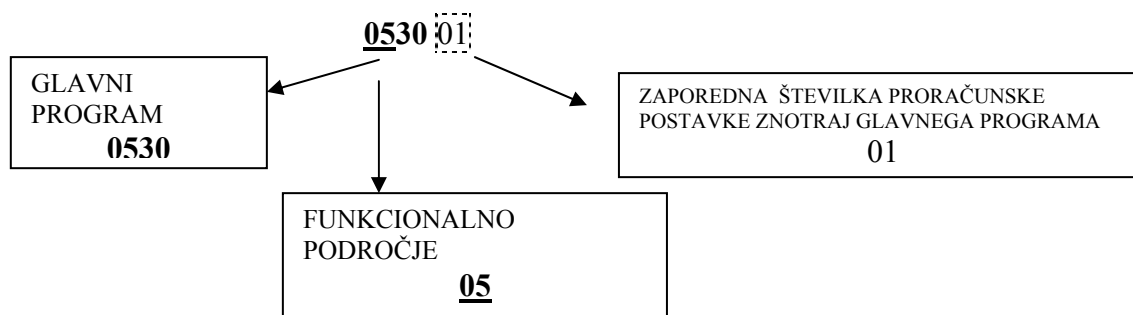 0530 01
GLAVNI
PROGRAM
0530
ZAPOREDNA ŠTEVILKA PRORAČUNSKE
POSTAVKE ZNOTRAJ GLAVNEGA PROGRAMA
01
FUNKCIONALNO
PODROČJE
05